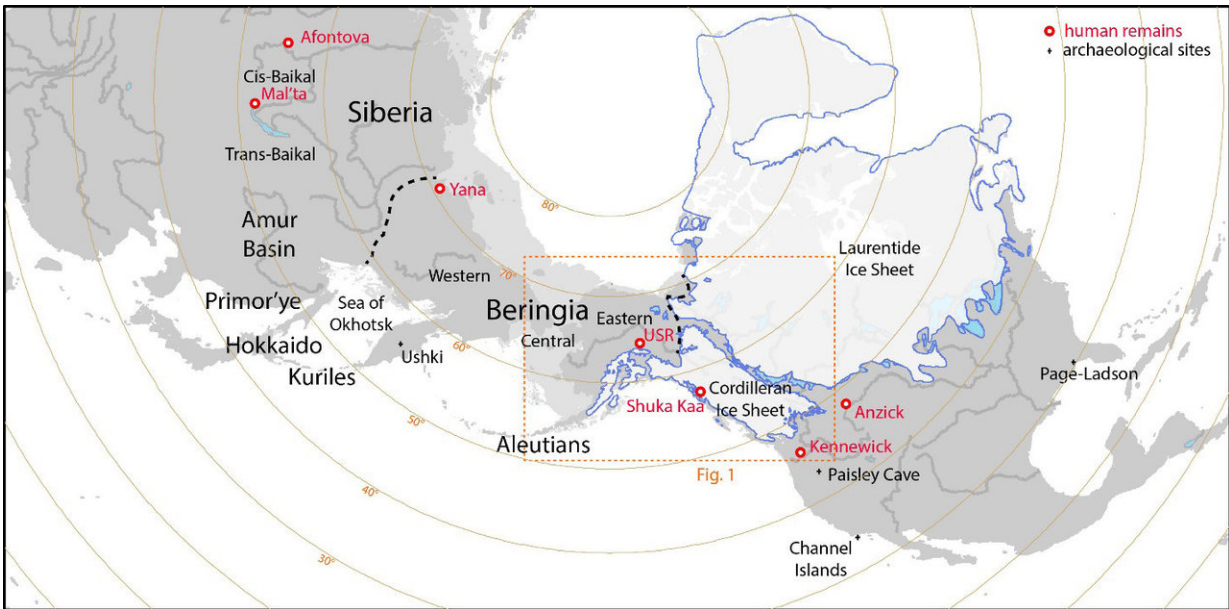 human remains
archaeological sites
Afontova
Cis-Baikal
Mal'ta
Siberia
Trans-Baikal
Yana
80°
Amur
Basin
Laurentide
Ice Sheet
Western
70°
Primor'ye
Sea of
Okhotsk
Beringia
Eastern
Central
USR
Hokkaido
Ushki
60°
Kuriles
Page-Ladson
Shuka Kaa
Cordilleran
Ice Sheet
Anzick
50°
Aleutians
Kennewick
Fig. 1
Paisley Cave
40°
Channel
Islands
30°